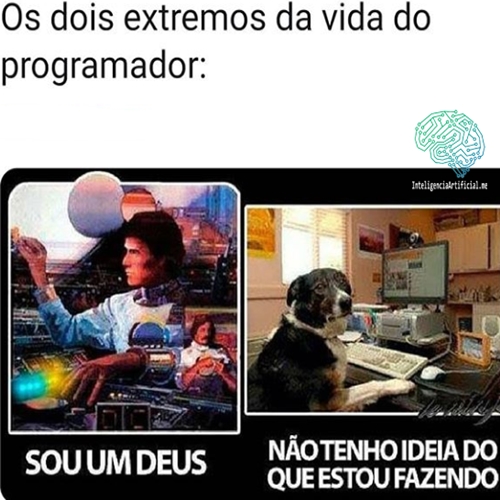 Os dois extremos da vida do
programador:
InteligenciaArtificial.me
SOU UM DEUS
NÃO TENHO IDEIA DO
QUE ESTOU FAZENDO